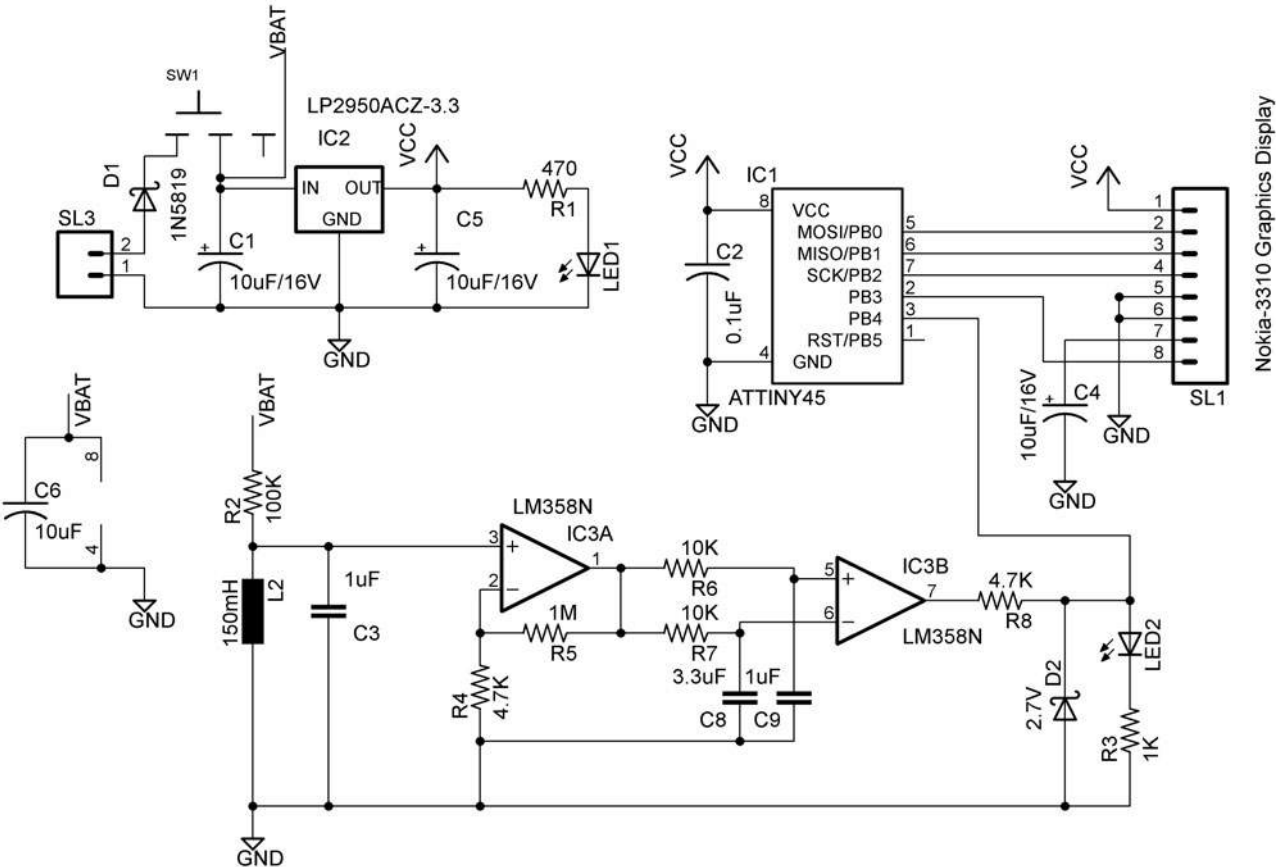 VBAT
SW1
LP2950ACZ-3.3
IC2
VCC
D1
1N5819
IN OUT
GND
470
R1
SL3
2
1
C1
10uF/16V
C5
10uF/16V
LED1
GND
VCC
IC1
8
VCC
MOSI/PB0
MISO/PB1
SCK/PB2
PB3
PB4
RST/PB5
GND
5
6
7
2
3
1
4
C2
0.1uF
ATTINY45
GND
VCC
1
2
3
4
5
6
7
8
SL1
Nokia-3310 Graphics Display
C4
10uF/16V
GND
GND
VBAT
8
C6
10uF
4
GND
VBAT
R2
100K
L2
150mH
1uF
C3
LM358N
IC3A
3
+
2
−
1
1M
R5
R4
4.7K
10K
R6
10K
R7
3.3uF
C8
1uF
C9
5
+
6
−
7
IC3B
LM358N
4.7K
R8
D2
2.7V
LED2
R3
1K
GND